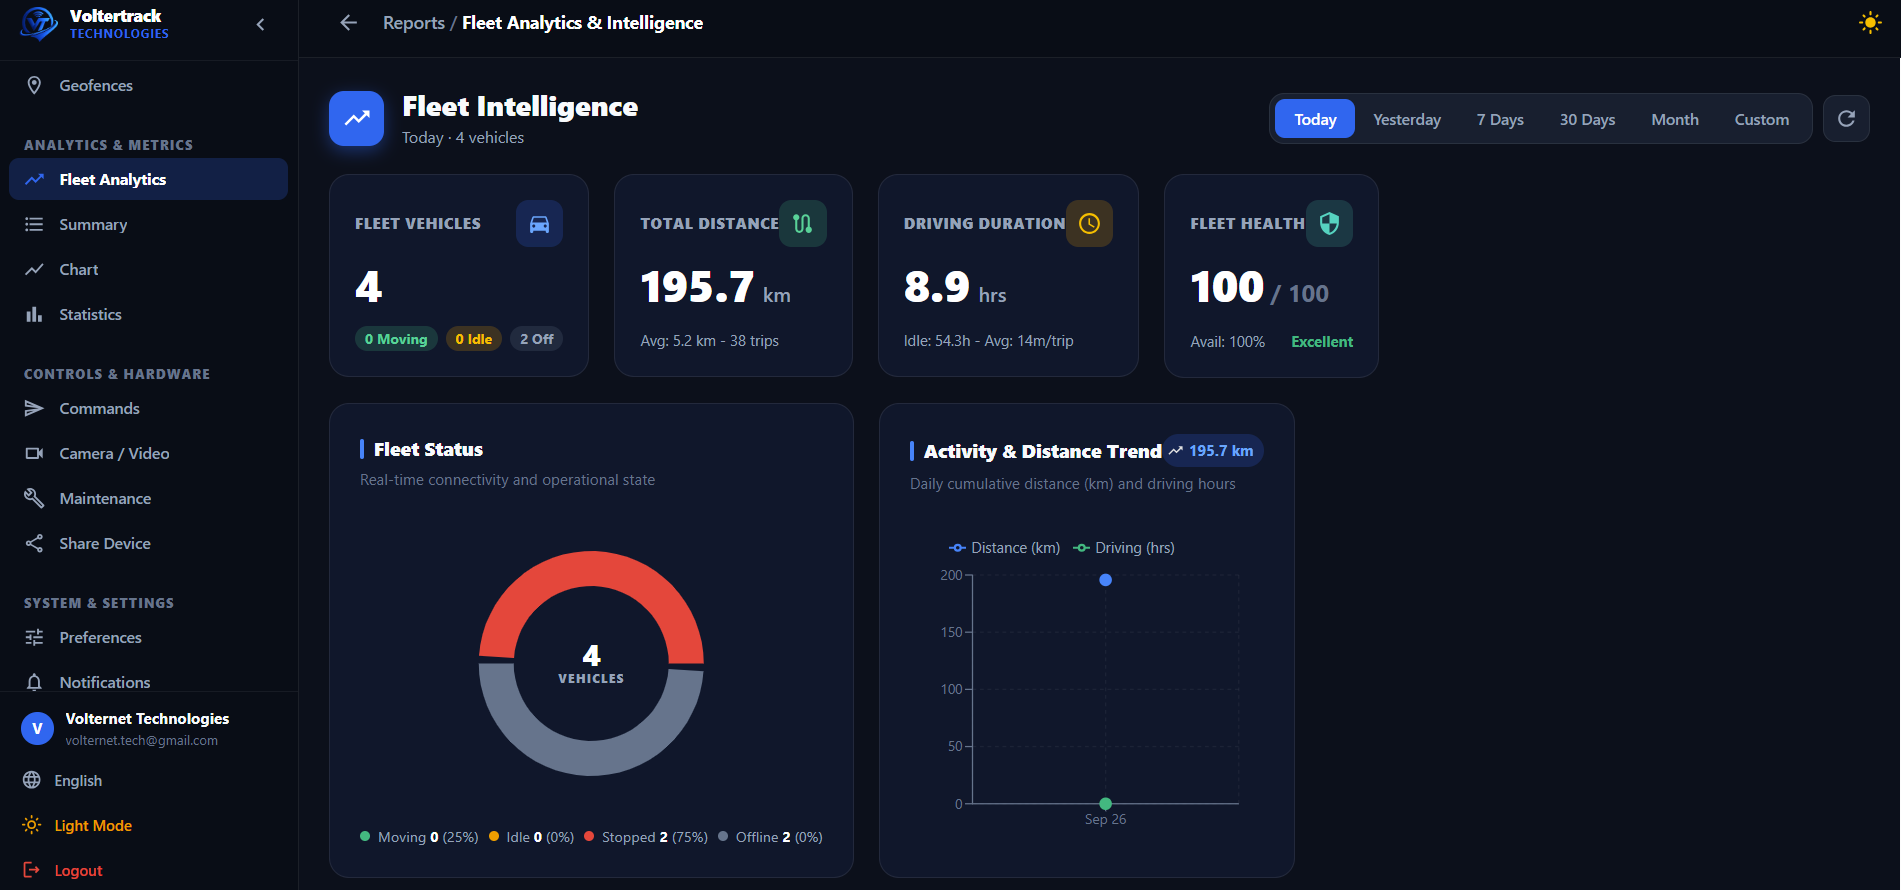 Voltertrack
TECHNOLOGIES
Reports / Fleet Analytics & Intelligence
Geofences
ANALYTICS & METRICS
Fleet Analytics
Summary
Chart
Statistics
CONTROLS & HARDWARE
Commands
Camera / Video
Maintenance
Share Device
SYSTEM & SETTINGS
Preferences
Notifications
V
Volternet Technologies
volternet.tech@gmail.com
English
Light Mode
Logout
Fleet Intelligence
Today · 4 vehicles
Today Yesterday 7 Days 30 Days Month Custom
FLEET VEHICLES
4
0 Moving 0 Idle 2 Off
TOTAL DISTANCE
195.7 km
Avg: 5.2 km - 38 trips
DRIVING DURATION
8.9 hrs
Idle: 54.3h - Avg: 14m/trip
FLEET HEALTH
100 / 100
Avail: 100% Excellent
Fleet Status
Real-time connectivity and operational state
4
VEHICLES
Moving 0 (25%) Idle 0 (0%) Stopped 2 (75%) Offline 2 (0%)
Activity & Distance Trend 195.7 km
Daily cumulative distance (km) and driving hours
Distance (km) Driving (hrs)
200
150
100
50
0
Sep 26